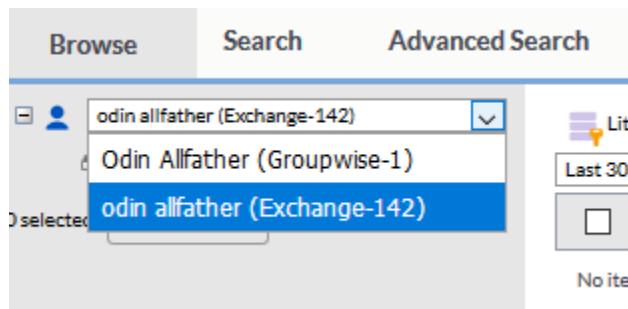 Browse Search Advanced Search
odin allfather (Exchange-142)
Odin Allfather (Groupwise-1)
odin allfather (Exchange-142)
Last 30
selected
No